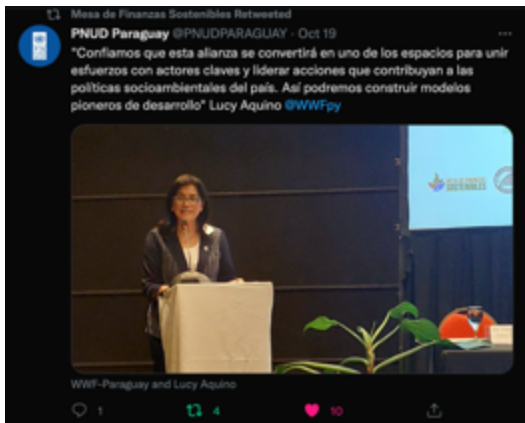 Mesa de Finanzas Sostenibles Retweeted
PNUD Paraguay @PNUDPARAGUAY · Oct 19
"Confiamos que esta alianza se convertirá en uno de los espacios para unir
esfuerzos con actores claves y liderar acciones que contribuyan a las
políticas socioambientales del país. Así podremos construir modelos
pioneros de desarrollo" Lucy Aquino @WWFpy
SOSTENIBLES
WWF-Paraguay and Lucy Aquino
1 4 10